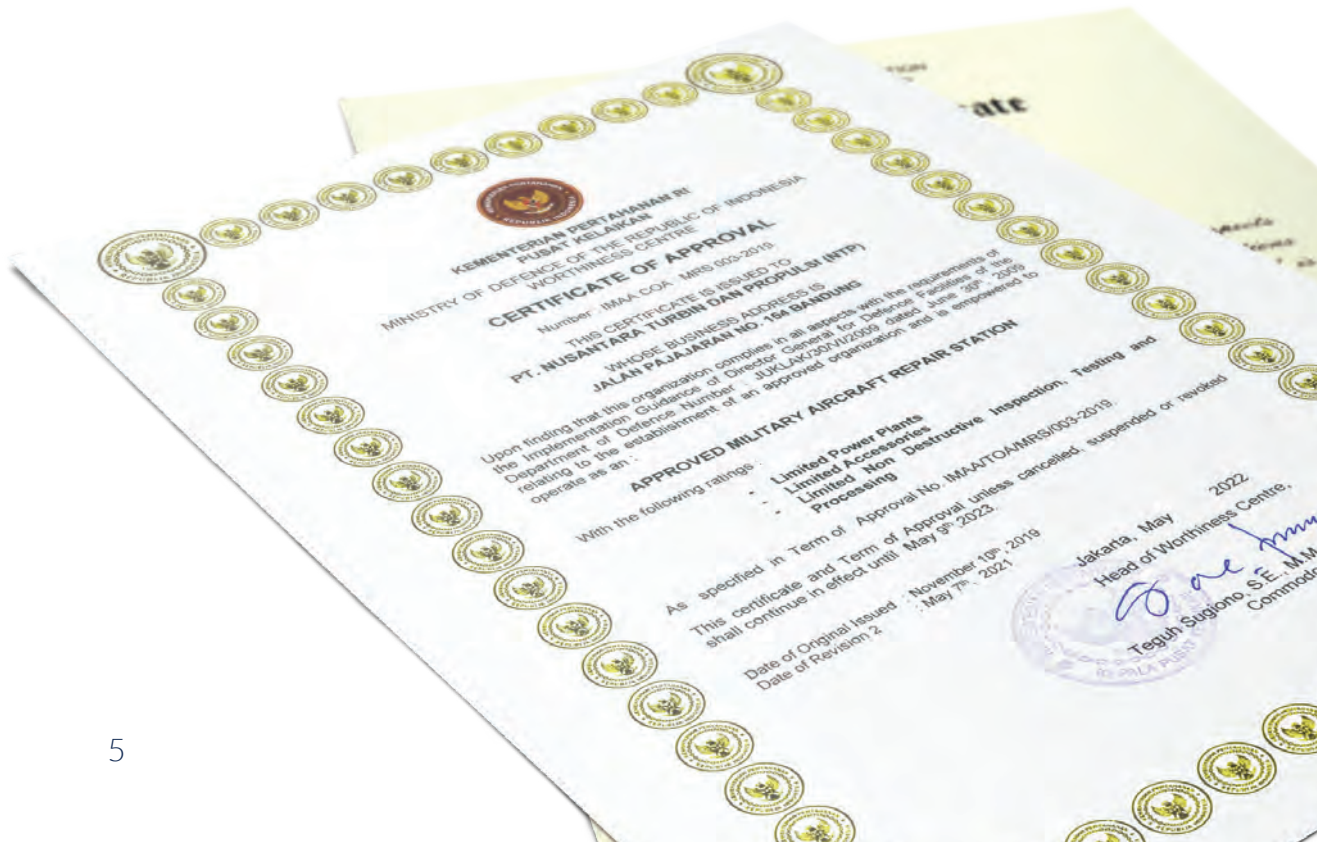 TION
ate
KEMENTERIAN PERTAHANAN RI
PUSAT KELAIKAN
MINISTRY OF DEFENCE OF THE REPUBLIC OF INDONESIA
WORTHINESS CENTRE
CERTIFICATE OF APPROVAL
Number : IMAA COA - MRS 003-2019
THIS CERTIFICATE IS ISSUED TO
PT. NUSANTARA TURBIN DAN PROPULSI (NTP)
WHOSE BUSINESS ADDRESS IS
JALAN PAJAJARAN NO. 154 BANDUNG
Upon finding that this organization complies in all aspects with the requirements of
the Implementation Guidance of Director General for Defence Facilities of the
Department of Defence Number : JUKLAK/30/VI/2009 dated June 30th, 2009
relating to the establishment of an approved organization and is empowered to
operate as an :
APPROVED MILITARY AIRCRAFT REPAIR STATION
With the following ratings :
- Limited Power Plants
- Limited Accessories
- Limited Non Destructive Inspection, Testing and
Processing
As specified in Term of Approval No. IMAA/TOA/MRS/003-2019.
This certificate and Term of Approval unless cancelled, suspended or revoked
shall continue in effect until May 9th 2023.
Date of Original Issued : November 10th, 2019
Date of Revision 2 : May 7th, 2021
Jakarta, May 2022
Head of Worthiness Centre,
Teguh Sugiono, S.E., M.M
Commodo
5